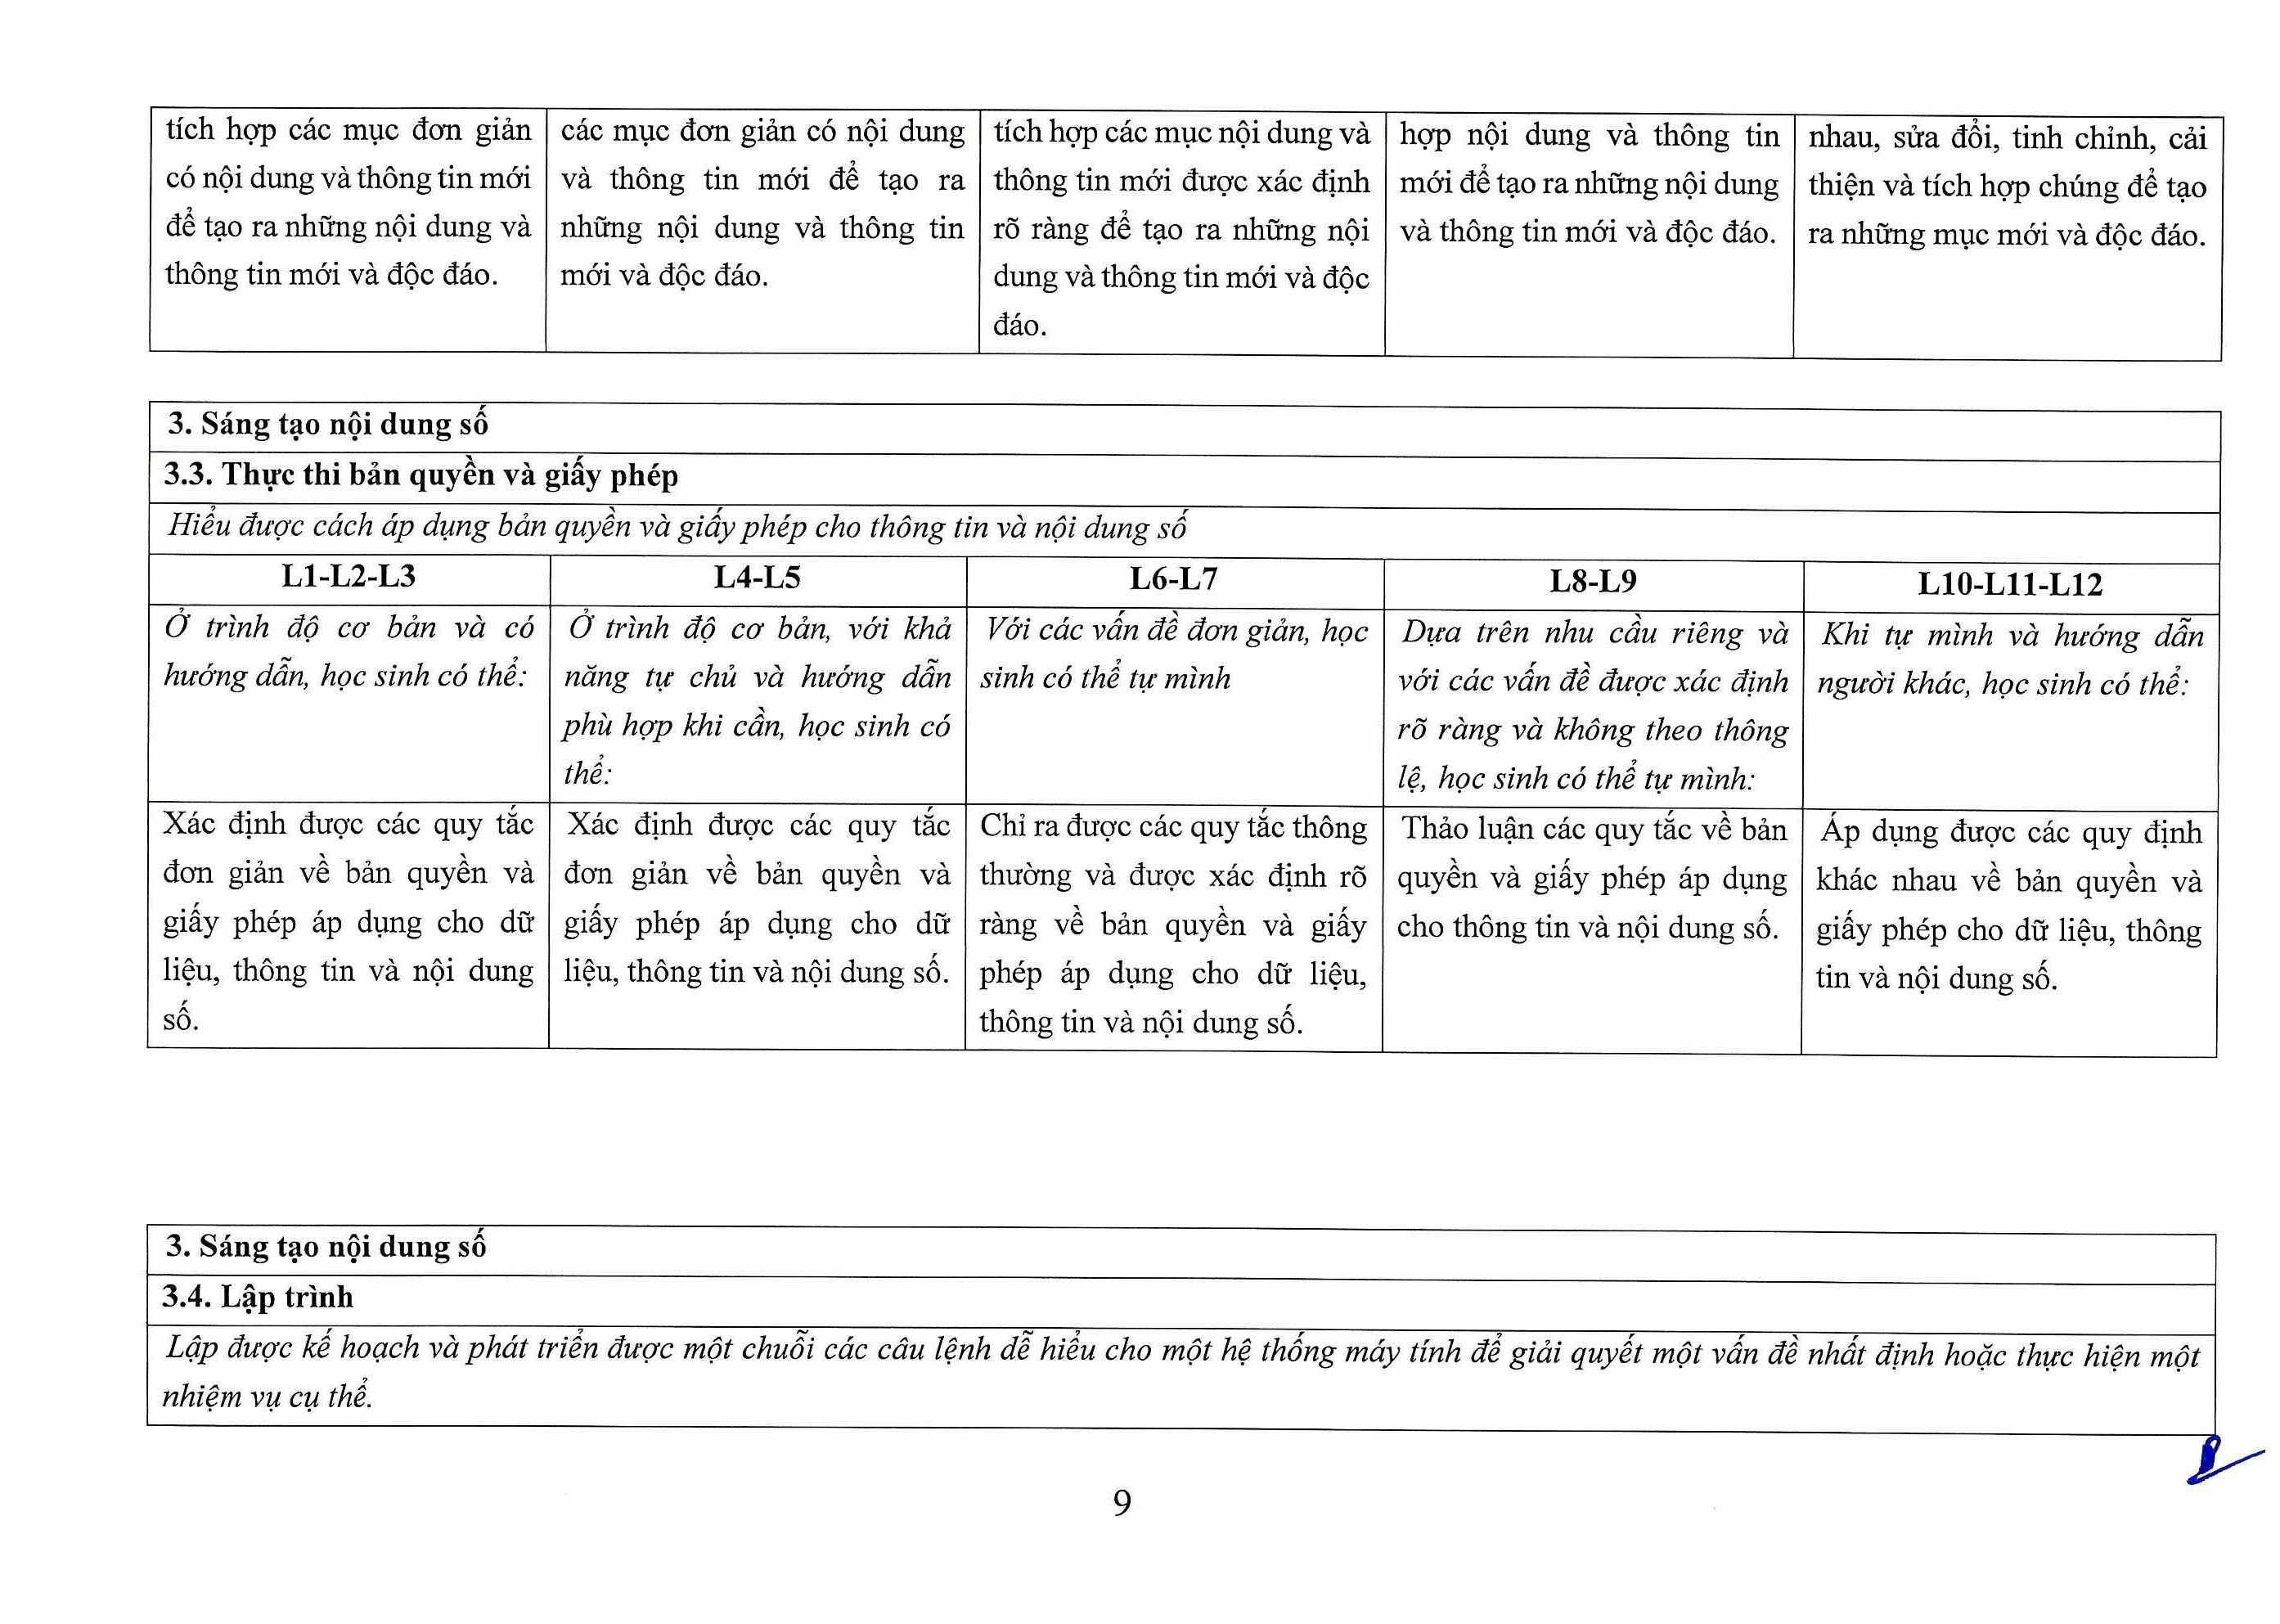 tích hợp các mục đơn giản
có nội dung và thông tin mới
để tạo ra những nội dung và
thông tin mới và độc đáo.
các mục đơn giản có nội dung
và thông tin mới để tạo ra
những nội dung và thông tin
mới và độc đáo.
tích hợp các mục nội dung và
thông tin mới được xác định
rõ ràng để tạo ra những nội
dung và thông tin mới và độc
đáo.
hợp nội dung và thông tin
mới để tạo ra những nội dung
và thông tin mới và độc đáo.
nhau, sửa đổi, tinh chỉnh, cải
thiện và tích hợp chúng để tạo
ra những mục mới và độc đáo.
3. Sáng tạo nội dung số
3.3. Thực thi bản quyền và giấy phép
Hiểu được cách áp dụng bản quyền và giấy phép cho thông tin và nội dung số
L1-L2-L3
L4-L5
L6-L7
L8-L9
L10-L11-L12
Ở trình độ cơ bản và có
hướng dẫn, học sinh có thể:
Ở trình độ cơ bản, với khả
năng tự chủ và hướng dẫn
phù hợp khi cần, học sinh có
thể:
Với các vấn đề đơn giản, học
sinh có thể tự mình
Dựa trên nhu cầu riêng và
với các vấn đề được xác định
rõ ràng và không theo thông
lệ, học sinh có thể tự mình:
Khi tự mình và hướng dẫn
người khác, học sinh có thể:
Xác định được các quy tắc
đơn giản về bản quyền và
giấy phép áp dụng cho dữ
liệu, thông tin và nội dung
số.
Xác định được các quy tắc
đơn giản về bản quyền và
giấy phép áp dụng cho dữ
liệu, thông tin và nội dung số.
Chỉ ra được các quy tắc thông
thường và được xác định rõ
ràng về bản quyền và giấy
phép áp dụng cho dữ liệu,
thông tin và nội dung số.
Thảo luận các quy tắc về bản
quyền và giấy phép áp dụng
cho thông tin và nội dung số.
Áp dụng được các quy định
khác nhau về bản quyền và
giấy phép cho dữ liệu, thông
tin và nội dung số.
3. Sáng tạo nội dung số
3.4. Lập trình
Lập được kế hoạch và phát triển được một chuỗi các câu lệnh dễ hiểu cho một hệ thống máy tính để giải quyết một vấn đề nhất định hoặc thực hiện một
nhiệm vụ cụ thể.
9